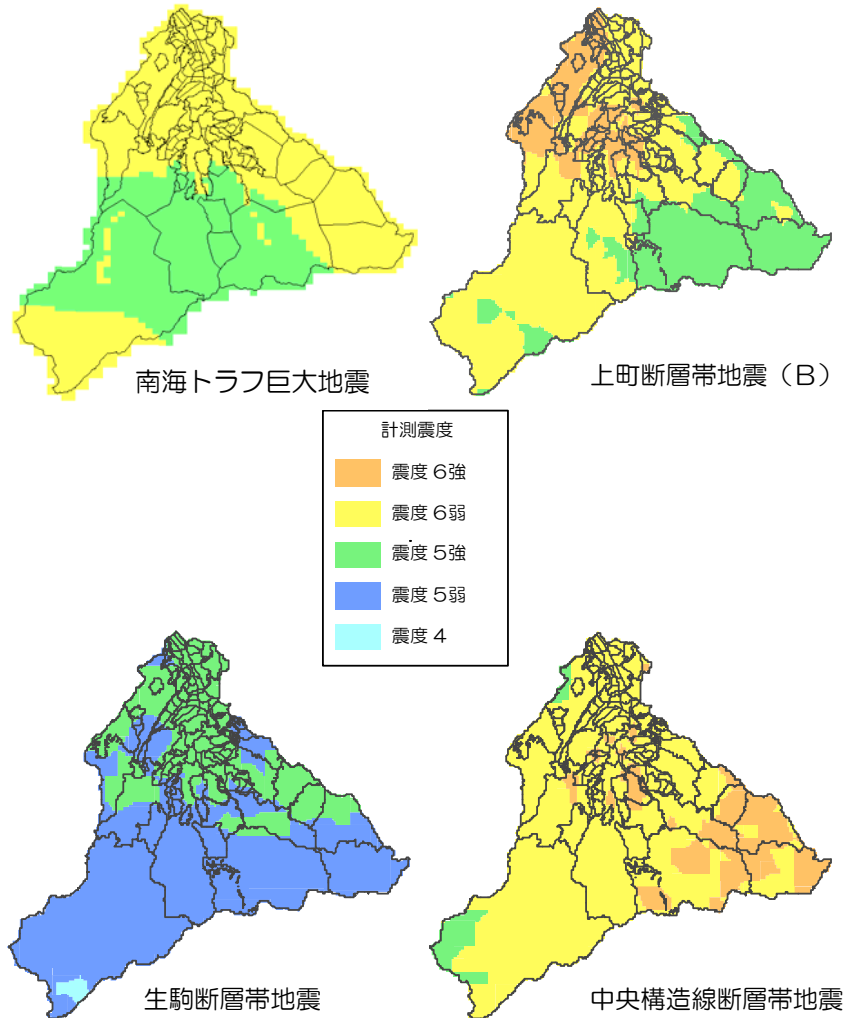 南海トラフ巨大地震
上町断層帯地震（B）
計測震度
震度６強
震度６弱
震度５強
震度５弱
震度４
生駒断層帯地震
中央構造線断層帯地震